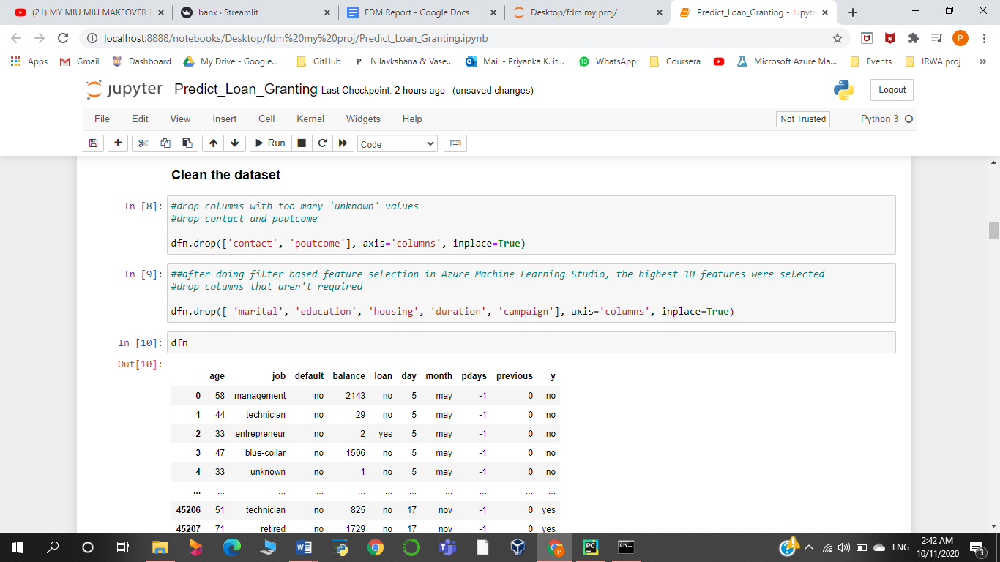 (21) MY MIU MIU MAKEOVER F
bank · Streamlit
FDM Report - Google Docs
Desktop/fdm my proj/
Predict_Loan_Granting - Jupyte
localhost:8888/notebooks/Desktop/fdm%20my%20proj/Predict_Loan_Granting.ipynb
P
Apps Gmail Dashboard My Drive - Google... GitHub P Nilakkshana & Vase... Mail - Priyanka K. it... 13 WhatsApp Coursera Microsoft Azure Ma... Events IRWA proj »
jupyter Predict_Loan_Granting Last Checkpoint: 2 hours ago (unsaved changes) Logout
File Edit View Insert Cell Kernel Widgets Help Not Trusted Python 3
Run Code
Clean the dataset
In [8]: #drop columns with too many 'unknown' values
#drop contact and poutcome
dfn.drop(['contact', 'poutcome'], axis='columns', inplace=True)
In [9]: ##after doing filter based feature selection in Azure Machine Learning Studio, the highest 10 features were selected
#drop columns that aren't required
dfn.drop([ 'marital', 'education', 'housing', 'duration', 'campaign'], axis='columns', inplace=True)
In [10]: dfn
Out[10]:
age job default balance loan day month pdays previous y
0 58 management no 2143 no 5 may -1 0 no
1 44 technician no 29 no 5 may -1 0 no
2 33 entrepreneur no 2 yes 5 may -1 0 no
3 47 blue-collar no 1506 no 5 may -1 0 no
4 33 unknown no 1 no 5 may -1 0 no
... ... ... ... ... ... ... ... ... ... ...
45206 51 technician no 825 no 17 nov -1 0 yes
45207 71 retired no 1729 no 17 nov -1 0 yes
ENG
2:42 AM
10/11/2020
3